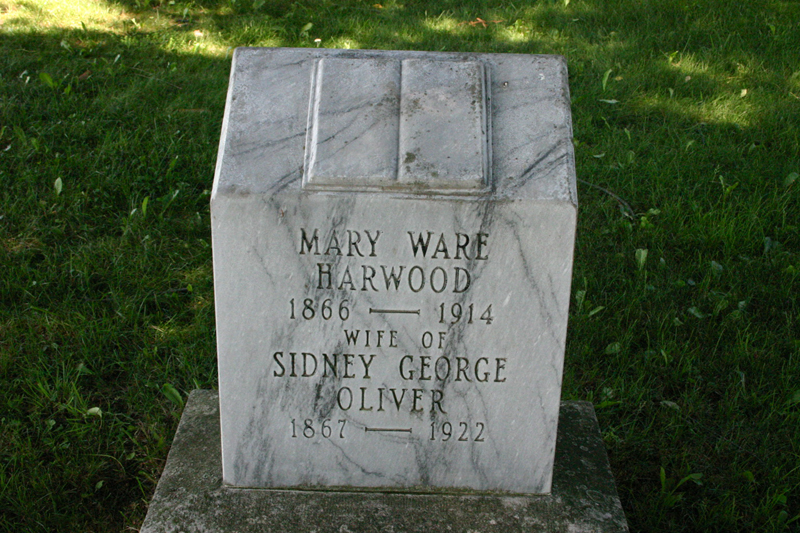 MARY WARE
HARWOOD
1866 — 1914
WIFE OF
SIDNEY GEORGE
OLIVER
1867 — 1922